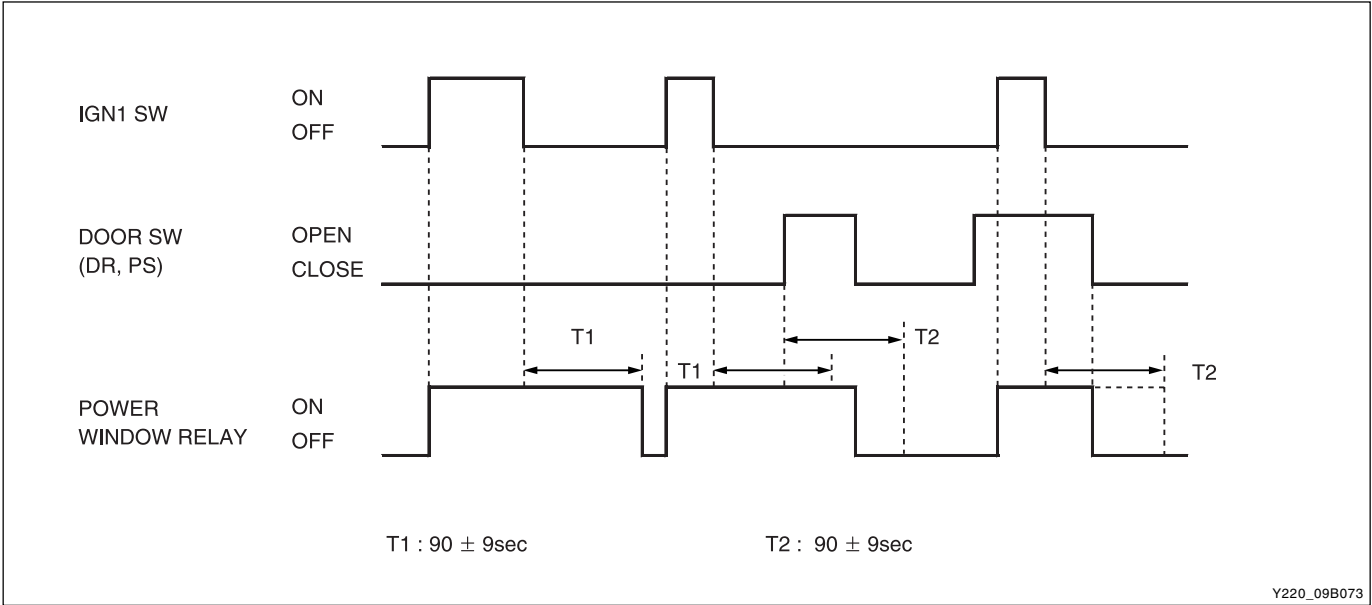 IGN1 SW
ON
OFF
DOOR SW
(DR, PS)
OPEN
CLOSE
T1
T1
T2
T2
POWER
WINDOW RELAY
ON
OFF
T1 : 90 ± 9sec
T2 : 90 ± 9sec
Y220_09B073